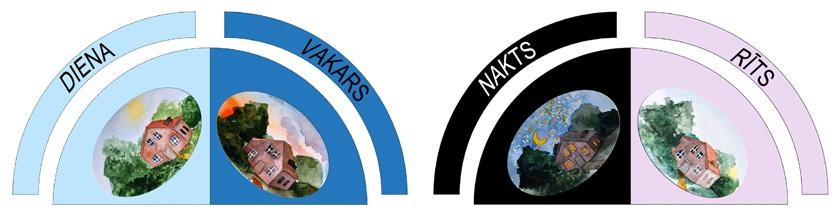 DIENA
VAKARS
NAKTS
RĪTS